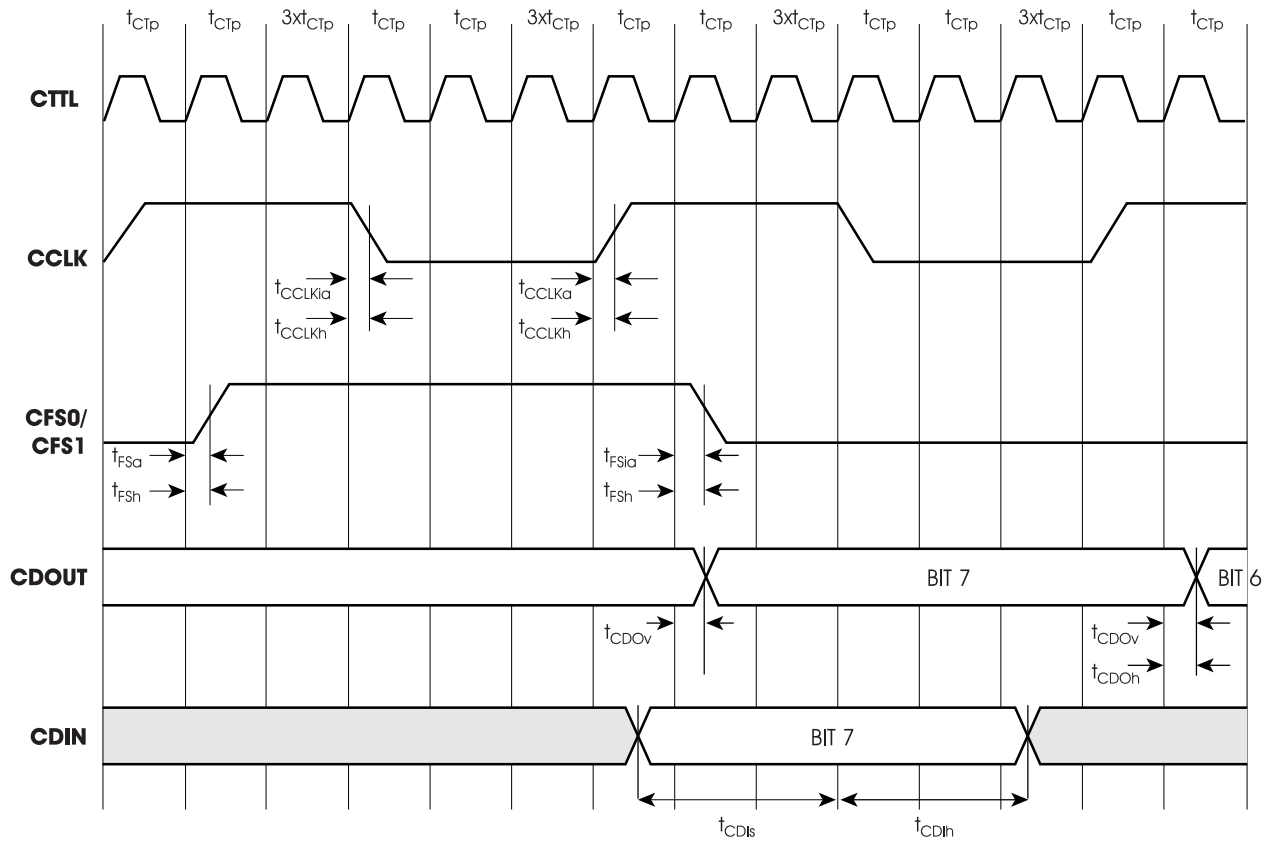 tCTp tCTp 3xtCTp tCTp tCTp 3xtCTp tCTp tCTp 3xtCTp tCTp tCTp 3xtCTp tCTp tCTp
CTTL
CCLK
tCCLKia tCCLKa
tCCLKh tCCLKh
CFS0/
CFS1
tFSa tFSia
tFSh tFSh
CDOUT BIT 7 BIT 6
tCDOv tCDOv
tCDOh
CDIN BIT 7
tCDIs tCDIh